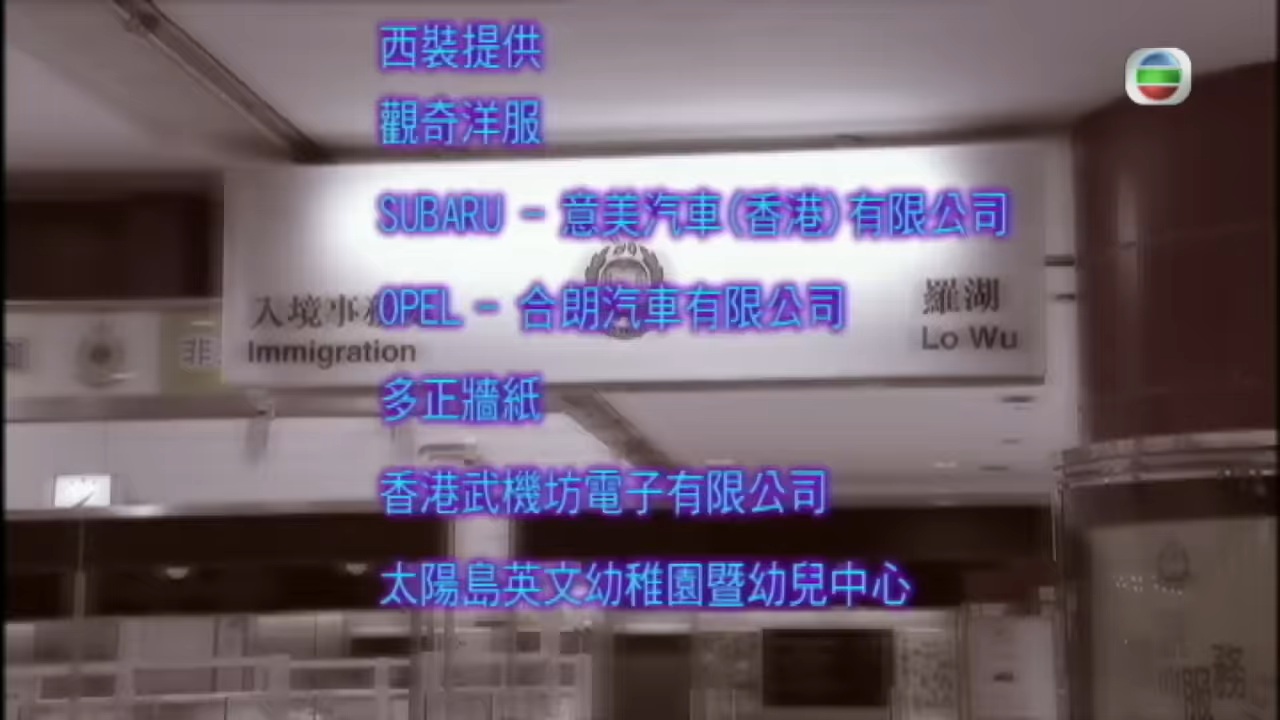 西裝提供
觀奇洋服
SUBARU - 意美汽車(香港)有限公司
OPEL - 合朗汽車有限公司
入境事務
Immigration
羅湖
Lo Wu
非
多正牆紙
香港武機坊電子有限公司
太陽島英文幼稚園暨幼兒中心
務
服